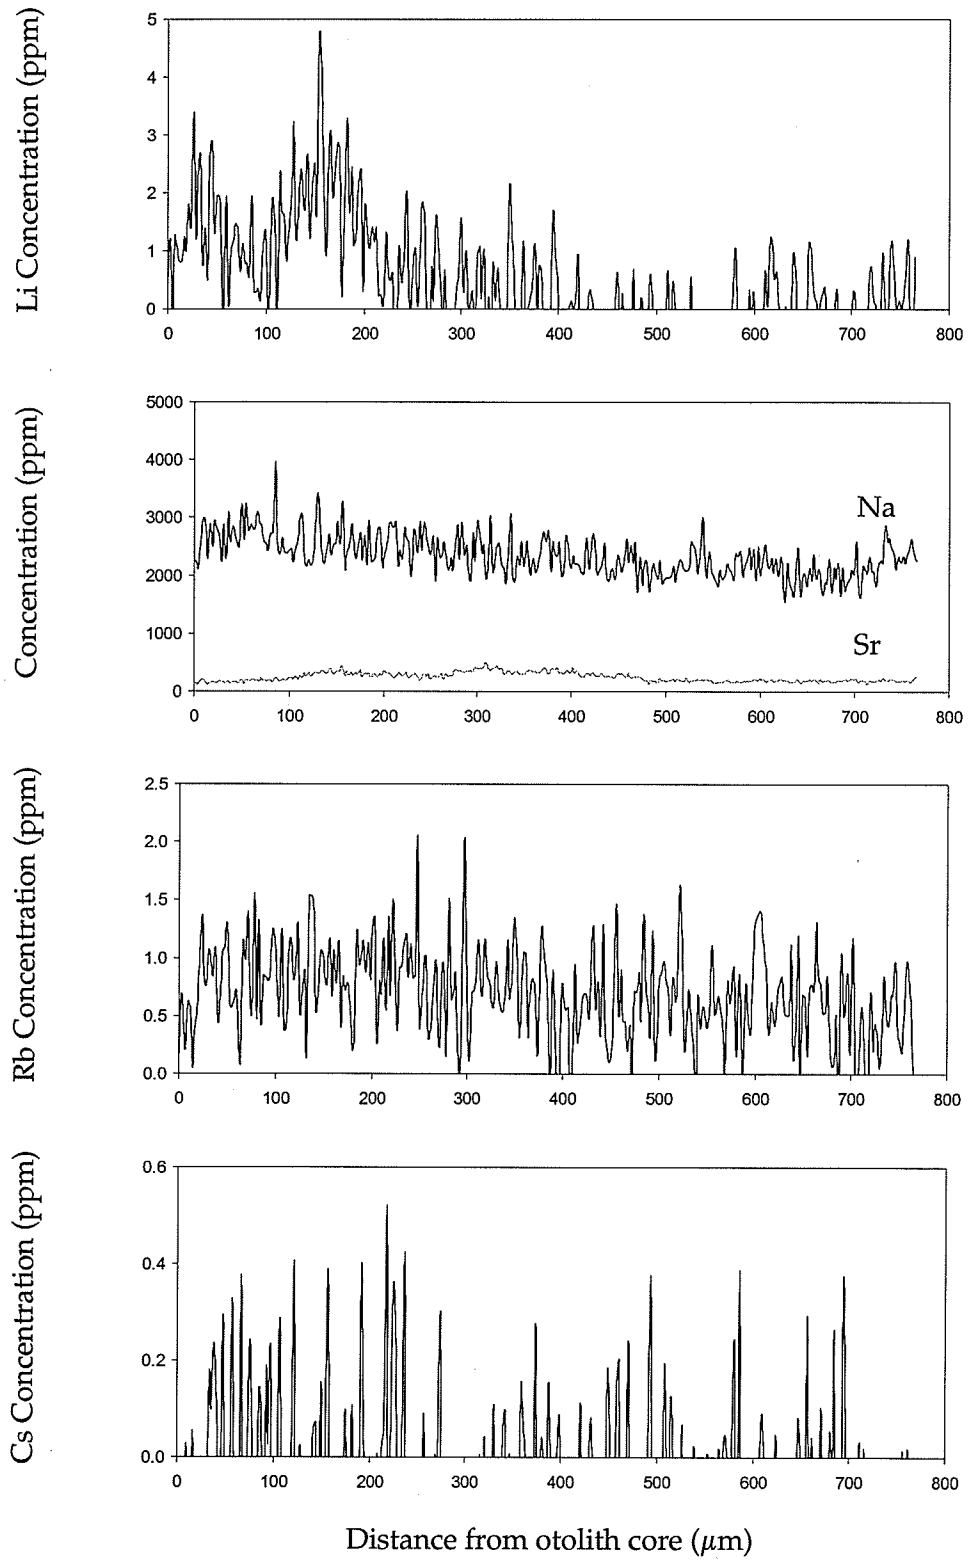 Li Concentration (ppm)
5
4
3
2
1
0
0 100 200 300 400 500 600 700 800
Concentration (ppm)
5000
4000
3000
2000
1000
0
Na
Sr
0 100 200 300 400 500 600 700 800
Rb Concentration (ppm)
2.5
2.0
1.5
1.0
0.5
0.0
0 100 200 300 400 500 600 700 800
Cs Concentration (ppm)
0.6
0.4
0.2
0.0
0 100 200 300 400 500 600 700 800
Distance from otolith core (μm)